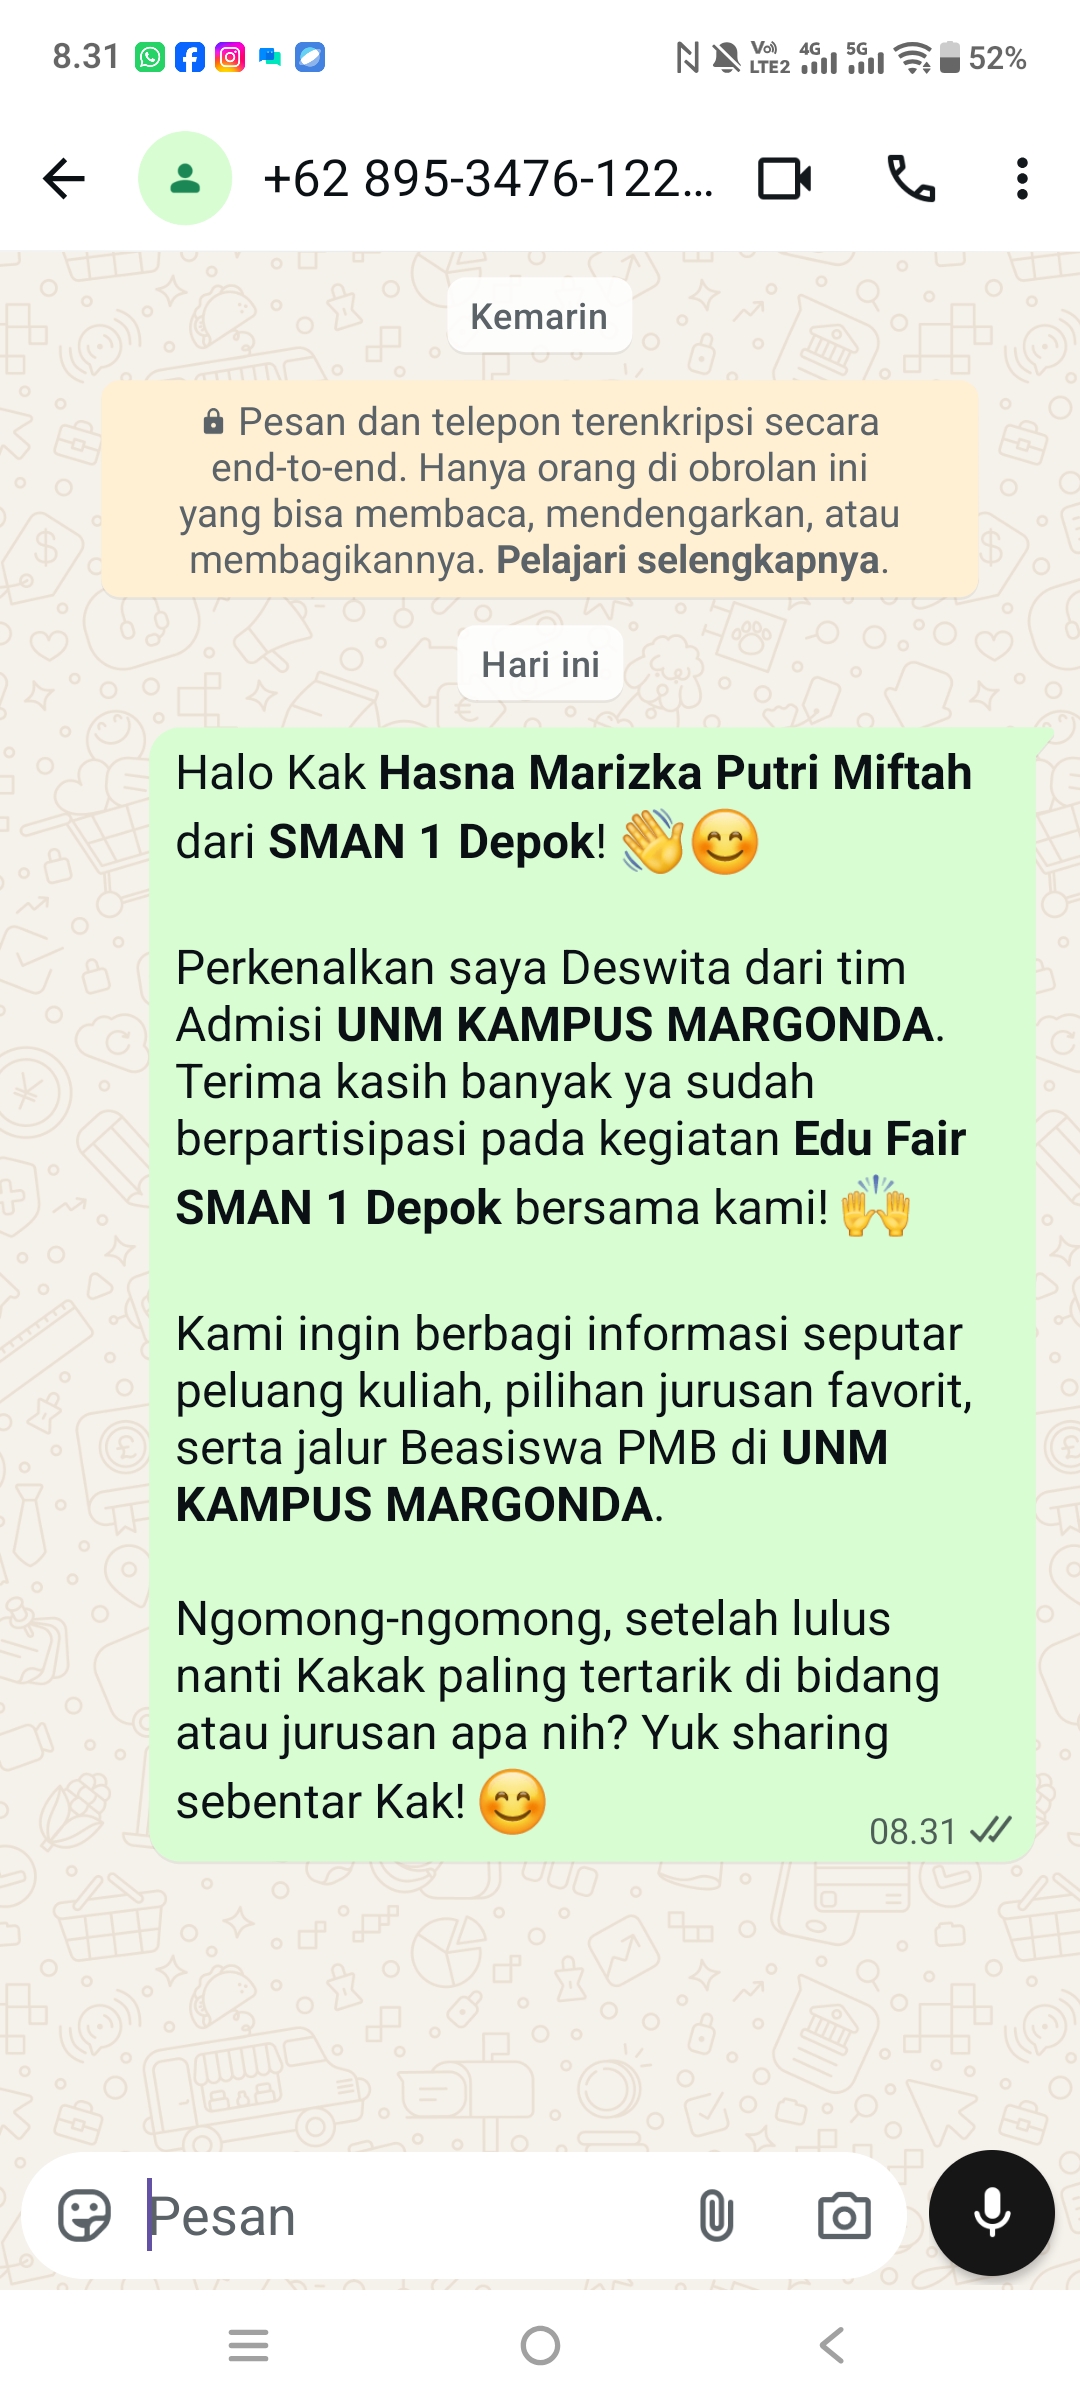 8.31 Vo) LTE2 4G 5G 52%
+62 895-3476-122...
Kemarin
Pesan dan telepon terenkripsi secara
end-to-end. Hanya orang di obrolan ini
yang bisa membaca, mendengarkan, atau
membagikannya. Pelajari selengkapnya.
Hari ini
Halo Kak Hasna Marizka Putri Miftah
dari SMAN 1 Depok! 👋😊
Perkenalkan saya Deswita dari tim
Admisi UNM KAMPUS MARGONDA.
Terima kasih banyak ya sudah
berpartisipasi pada kegiatan Edu Fair
SMAN 1 Depok bersama kami! 🙌
Kami ingin berbagi informasi seputar
peluang kuliah, pilihan jurusan favorit,
serta jalur Beasiswa PMB di UNM
KAMPUS MARGONDA.
Ngomong-ngomong, setelah lulus
nanti Kakak paling tertarik di bidang
atau jurusan apa nih? Yuk sharing
sebentar Kak! 😊
08.31
Pesan